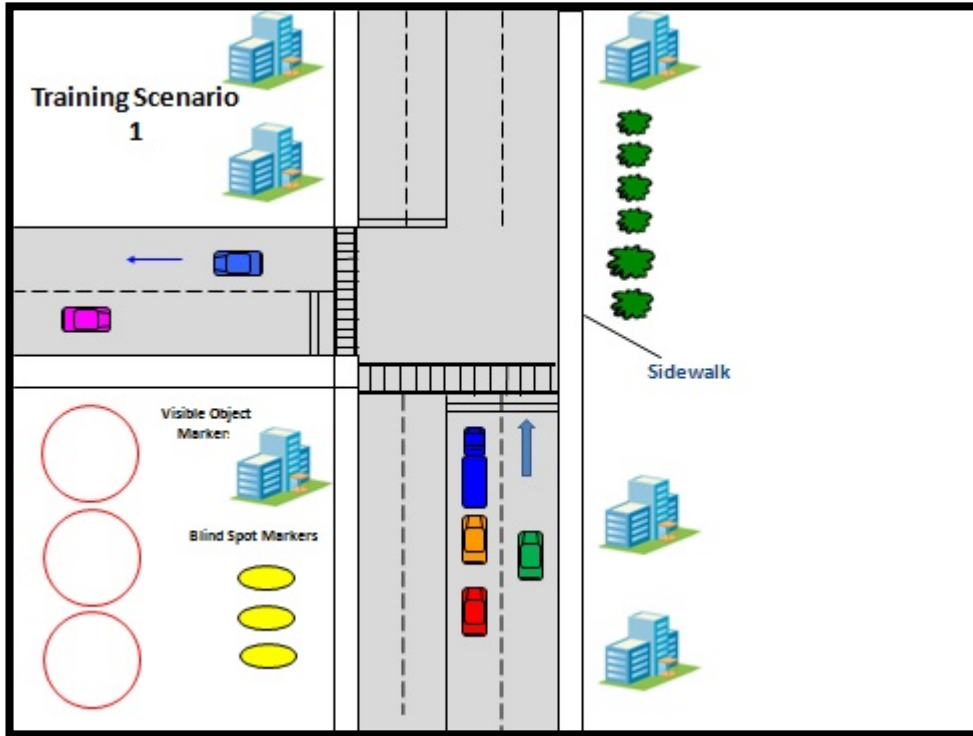 Training Scenario
1
Sidewalk
Visible Object
Marker:
Blind Spot Markers